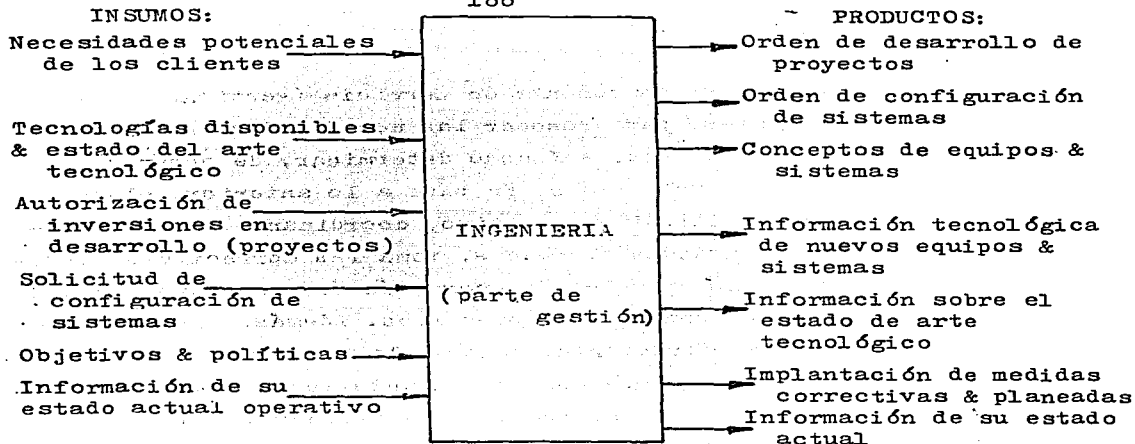 INSUMOS:
Necesidades potenciales
de los clientes
Tecnologías disponibles
& estado del arte
tecnológico
Autorización de
inversiones en
desarrollo (proyectos)
Solicitud de
configuración de
sistemas
Objetivos & políticas
Información de su
estado actual operativo
INGENIERIA
(parte de
gestión)
PRODUCTOS:
Orden de desarrollo de
proyectos
Orden de configuración
de sistemas
Conceptos de equipos &
sistemas
Información tecnológica
de nuevos equipos &
sistemas
Información sobre el
estado de arte
tecnológico
Implantación de medidas
correctivas & planeadas
Información de su estado
actual